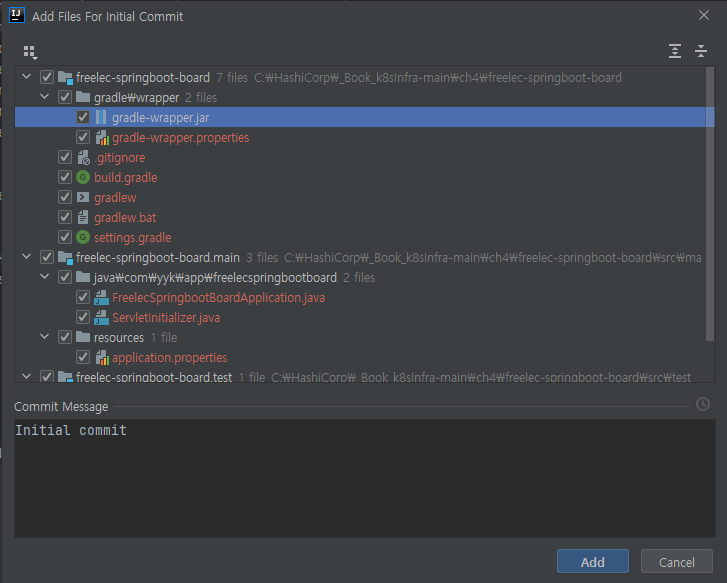 Add Files For Initial Commit
freelec-springboot-board 7 files C:₩HashiCorp₩_Book_k8sInfra-main₩ch4₩freelec-springboot-board
gradle₩wrapper 2 files
gradle-wrapper.jar
gradle-wrapper.properties
.gitignore
build.gradle
gradlew
gradlew.bat
settings.gradle
freelec-springboot-board.main 3 files C:₩HashiCorp₩_Book_k8sInfra-main₩ch4₩freelec-springboot-board₩src₩ma
java₩com₩yyk₩app₩freelecspringbootboard 2 files
FreelecSpringbootBoardApplication.java
ServletInitializer.java
resources 1 file
application.properties
freelec-springboot-board.test 1 file C:₩HashiCorp₩_Book_k8sInfra-main₩ch4₩freelec-springboot-board₩src₩test
Commit Message
Initial commit
Add Cancel